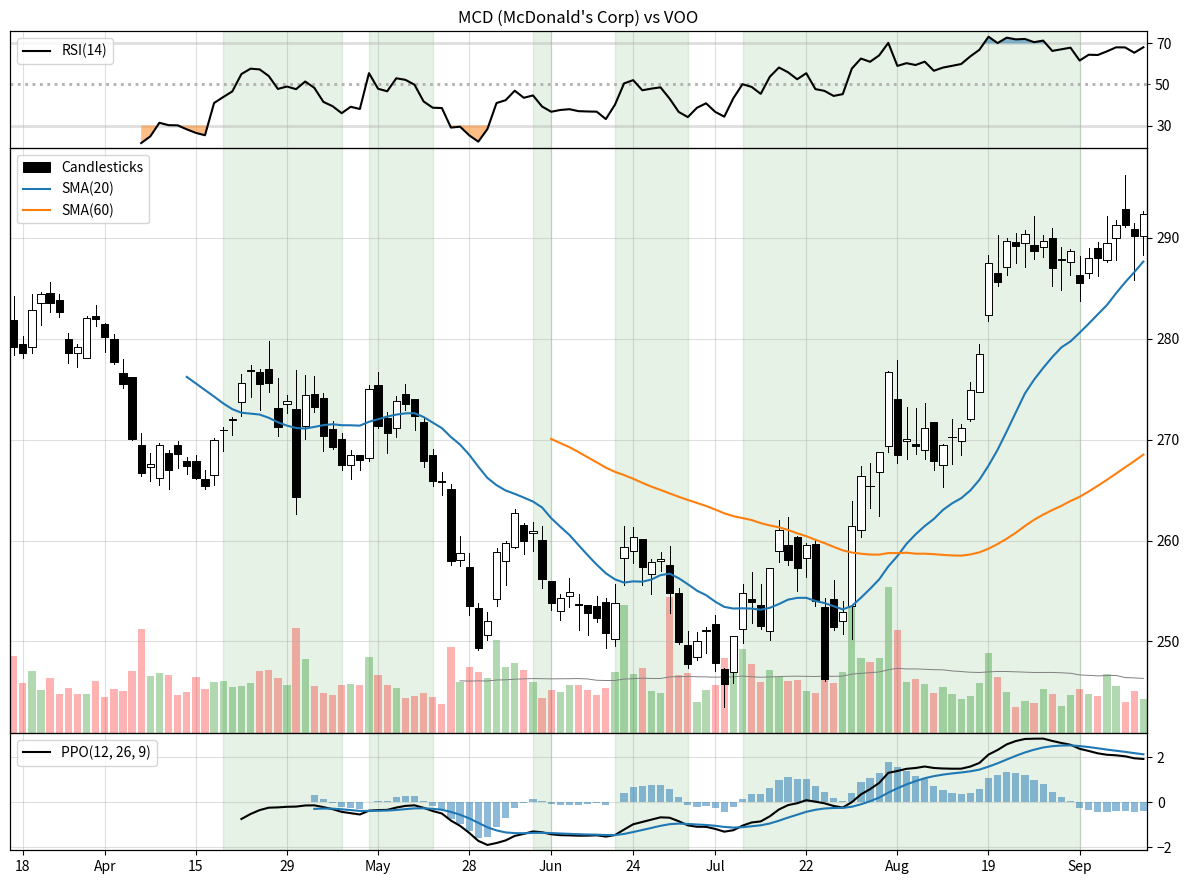 MCD (McDonald's Corp) vs VOO
RSI(14)
70
50
30
Candlesticks
SMA(20)
SMA(60)
290
280
270
260
250
PPO(12, 26, 9)
2
0
−2
18 Apr 15 29 May 28 Jun 24 Jul 22 Aug 19 Sep